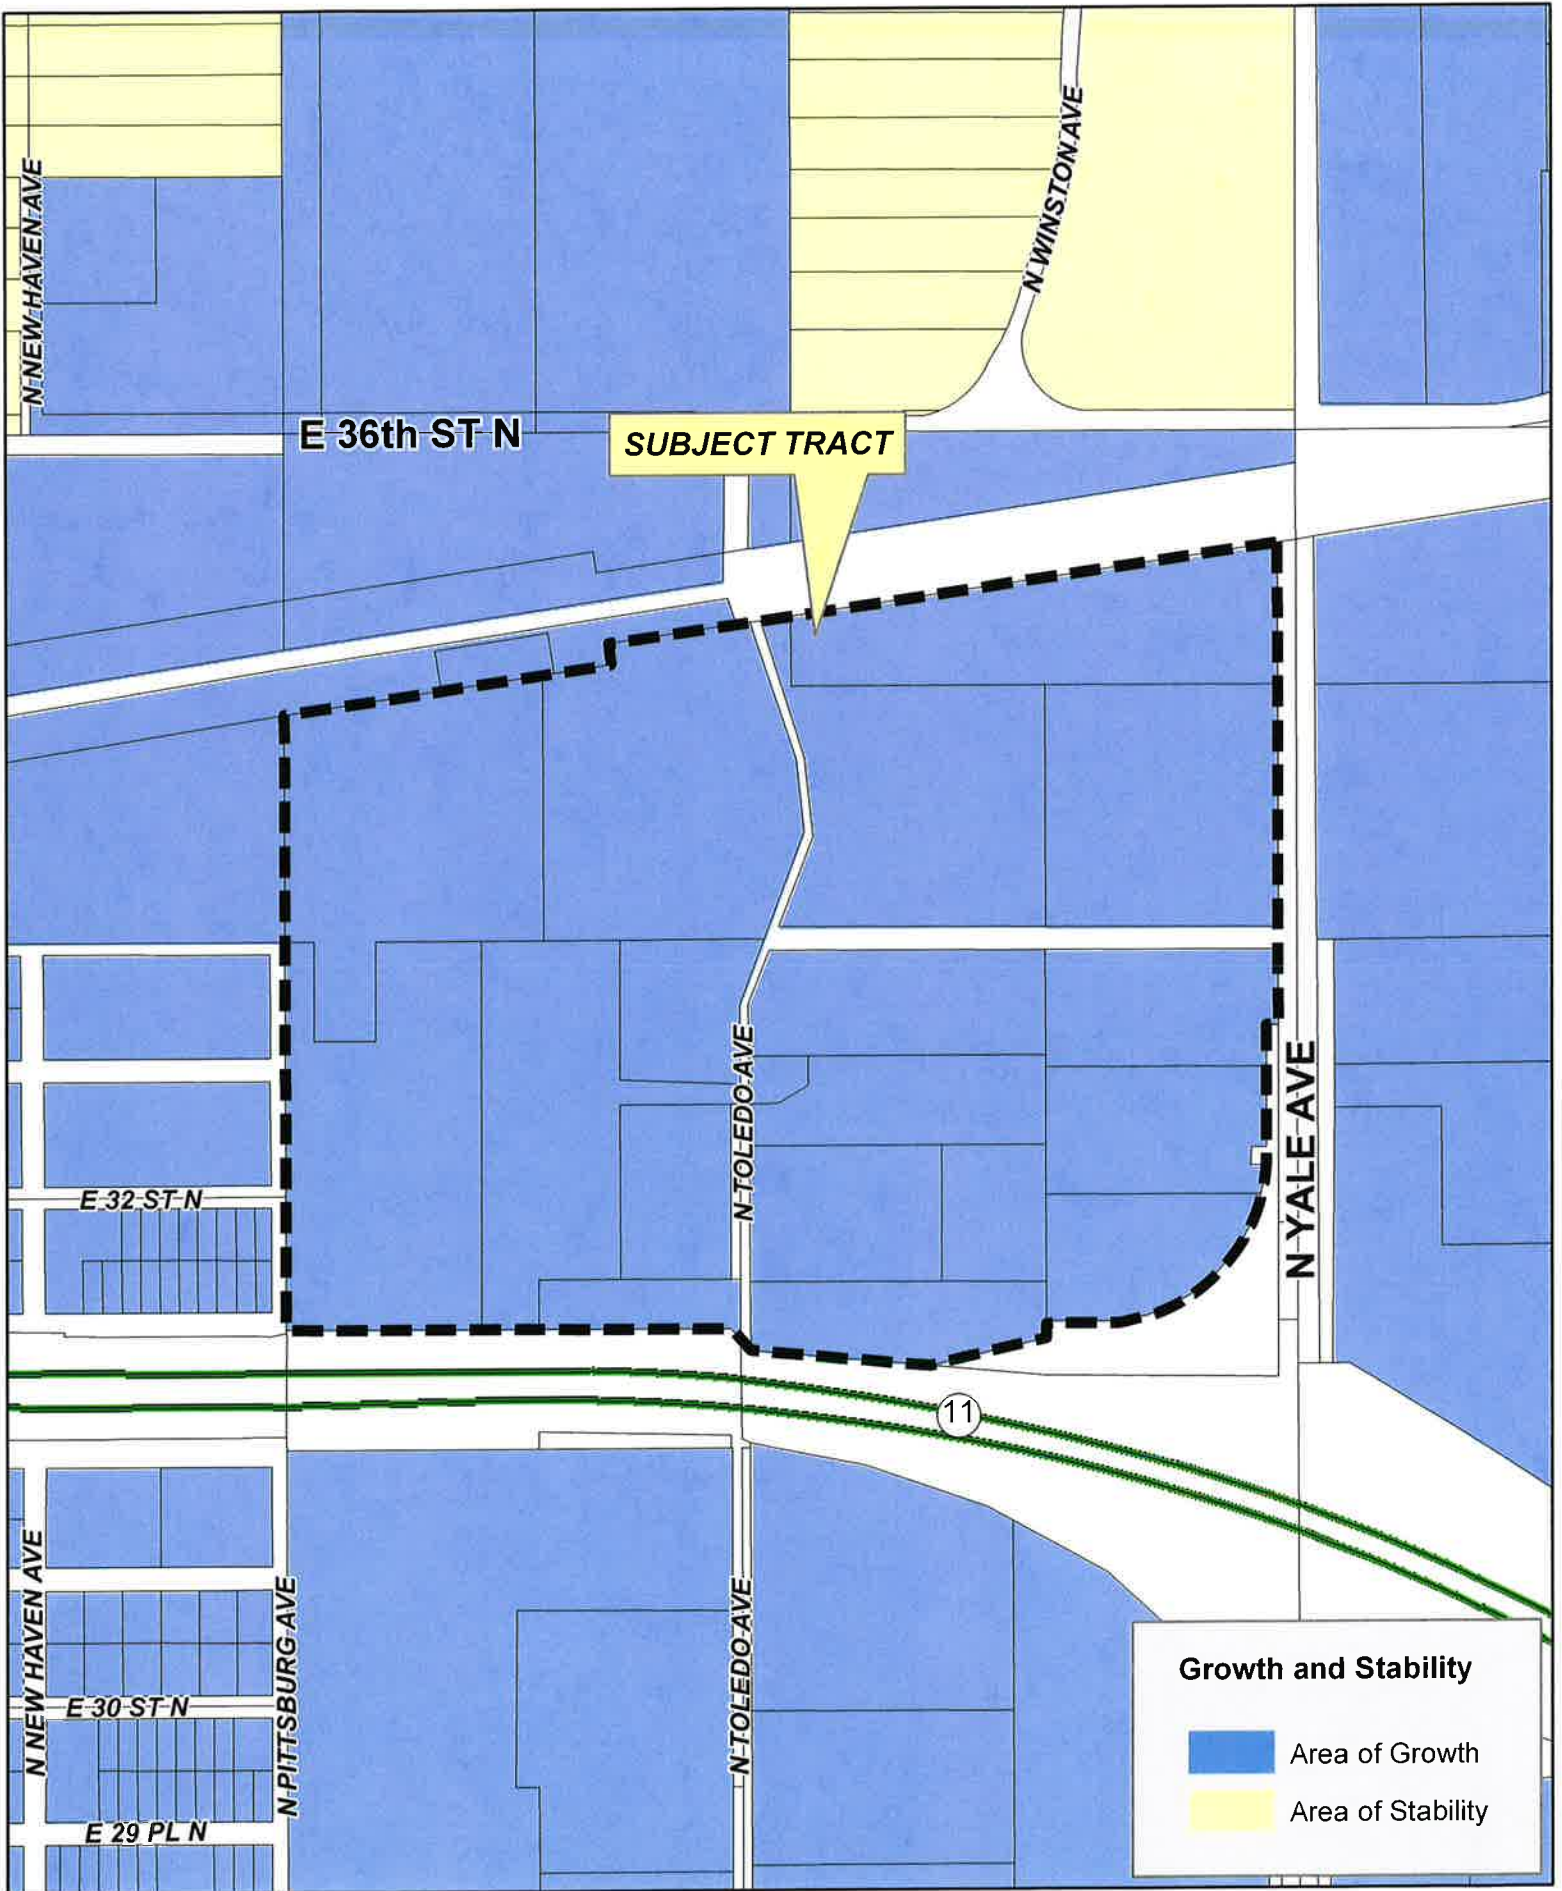 N NEW HAVEN AVE
N WINSTON AVE
E 36th ST N
SUBJECT TRACT
N TOLEDO AVE
N YALE AVE
E 32 ST N
11
N NEW HAVEN AVE
N PITTSBURG AVE
N TOLEDO AVE
E 30 ST N
E 29 PL N
Growth and Stability
Area of Growth
Area of Stability